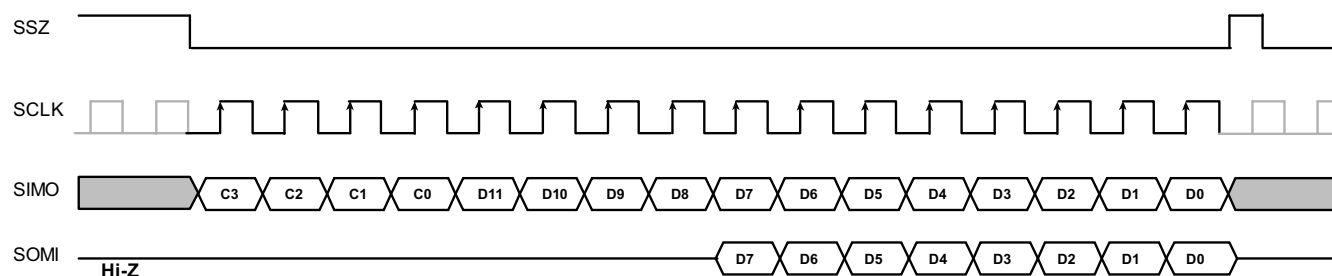 SSZ
SCLK
SIMO C3 C2 C1 C0 D11 D10 D9 D8 D7 D6 D5 D4 D3 D2 D1 D0
SOMI Hi-Z D7 D6 D5 D4 D3 D2 D1 D0